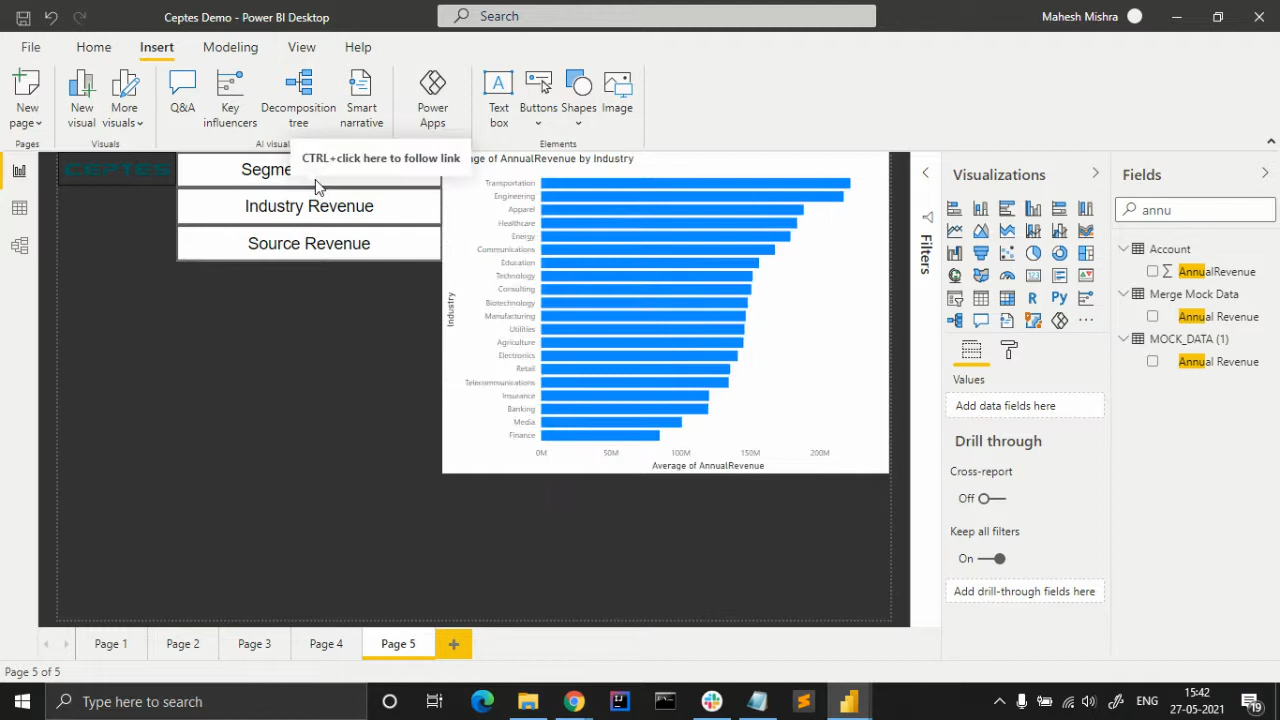 Ceptes Demo - Power BI Desktop
Search
Mahesh Mishra
File
Home
Insert
Modeling
View
Help
New page
New visual
More visuals
Q&A
Key influencers
Decomposition tree
Smart narrative
Power Apps
Text box
Buttons
Shapes
Image
Pages
Visuals
AI visu
Elements
CTRL+click here to follow link
CEPTES
Segme
Industry Revenue
Source Revenue
ge of AnnualRevenue by Industry
Industry
Transportation
Engineering
Apparel
Healthcare
Energy
Communications
Education
Technology
Consulting
Biotechnology
Manufacturing
Utilities
Agriculture
Electronics
Retail
Telecommunications
Insurance
Banking
Media
Finance
0M 50M 100M 150M 200M
Average of AnnualRevenue
Filters
Visualizations
R
Py
123
Values
Add data fields here
Drill through
Cross-report
Off
Keep all filters
On
Add drill-through fields here
Fields
annu
Account
AnnualRevenue
Merge Mock Data
Annual Revenue
MOCK_DATA (1)
Annual Revenue
Page 1
Page 2
Page 3
Page 4
Page 5
Page 5 of 5
Type here to search
ENG
15:42
27-05-2021
19